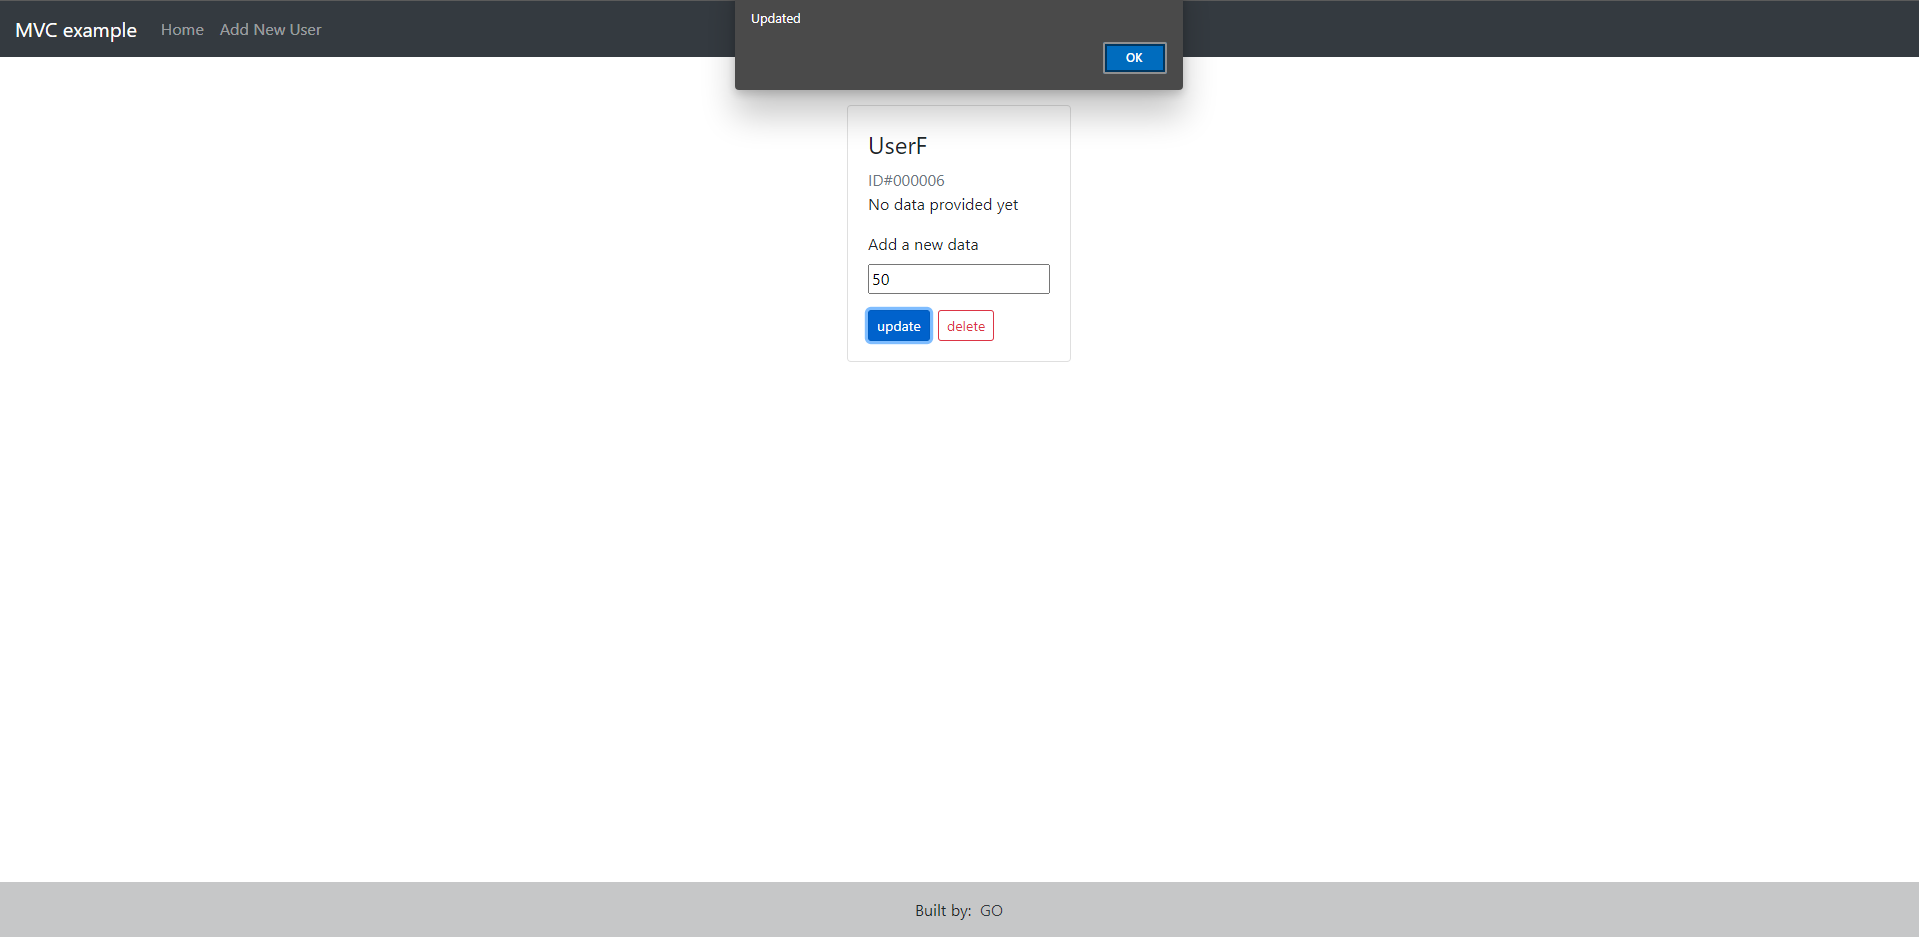 MVC example Home Add New User
Updated
OK
UserF
ID#000006
No data provided yet
Add a new data
50
update delete
Built by: GO